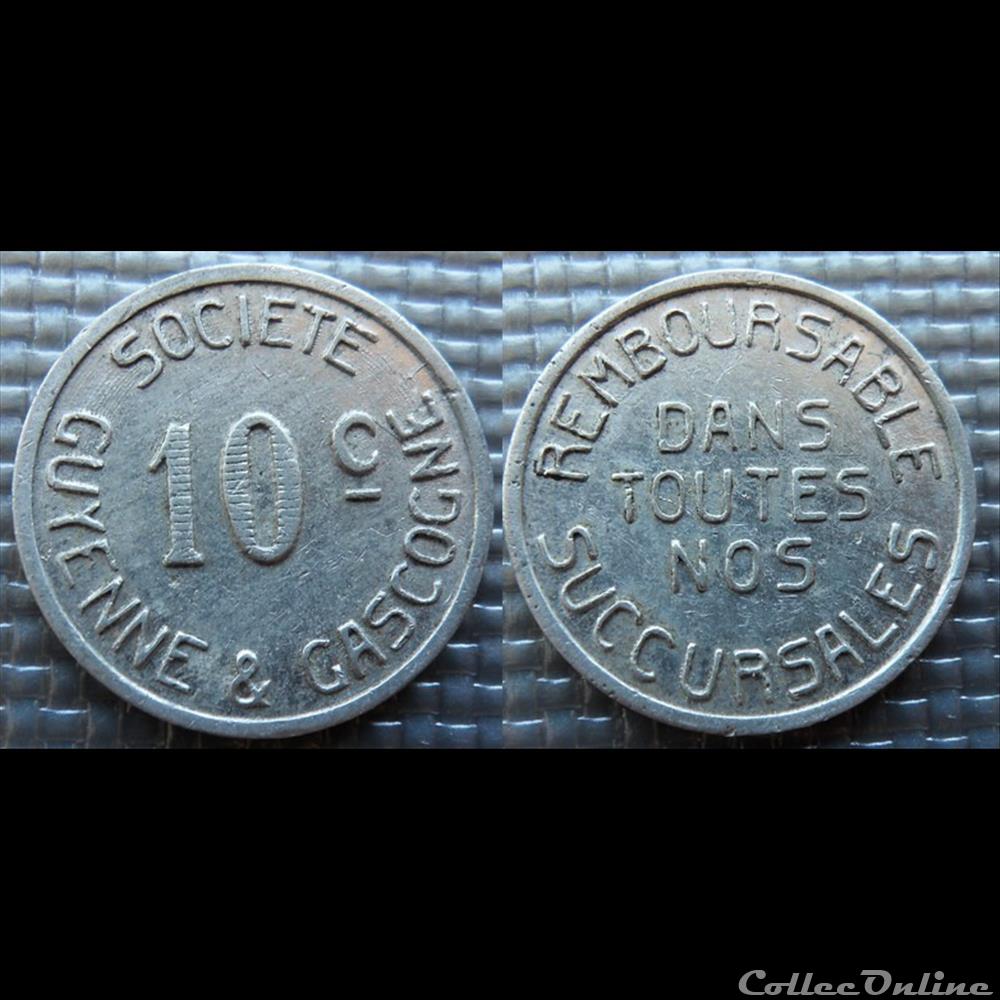 SOCIETE
10 C
GUYENNE & GASCOGNE
REMBOURSABLE
DANS
TOUTES
NOS
SUCCURSALES
CollecOnline